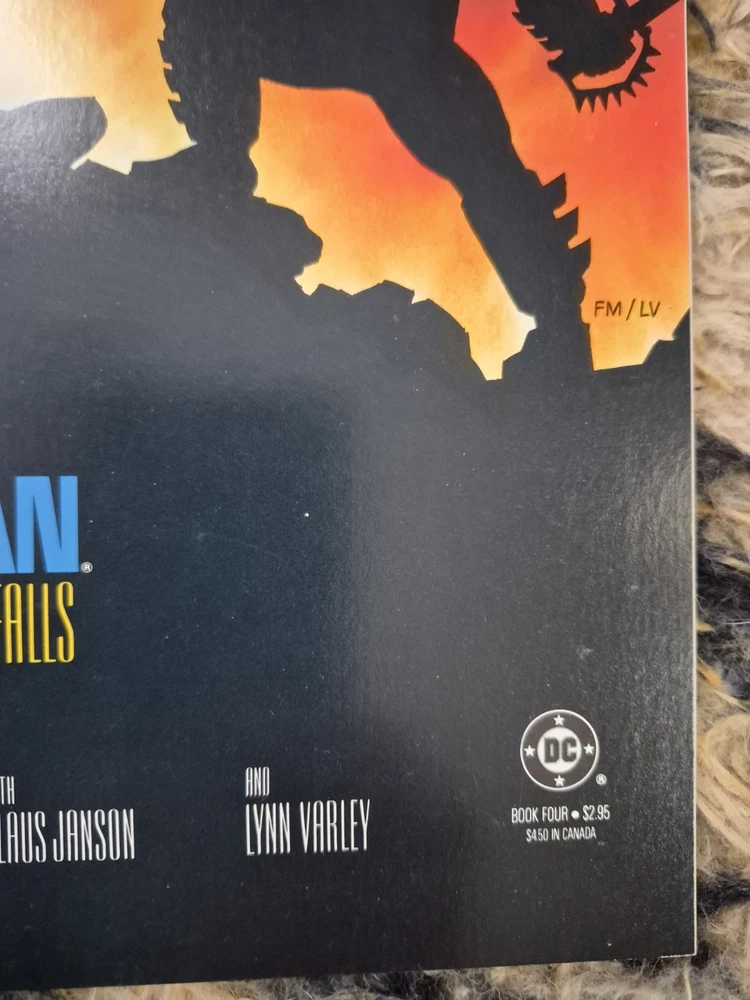 FM/LV
AN®
FALLS
TH
LAUS JANSON
AND
LYNN VARLEY
DC®
BOOK FOUR • $2.95
$4.50 IN CANADA